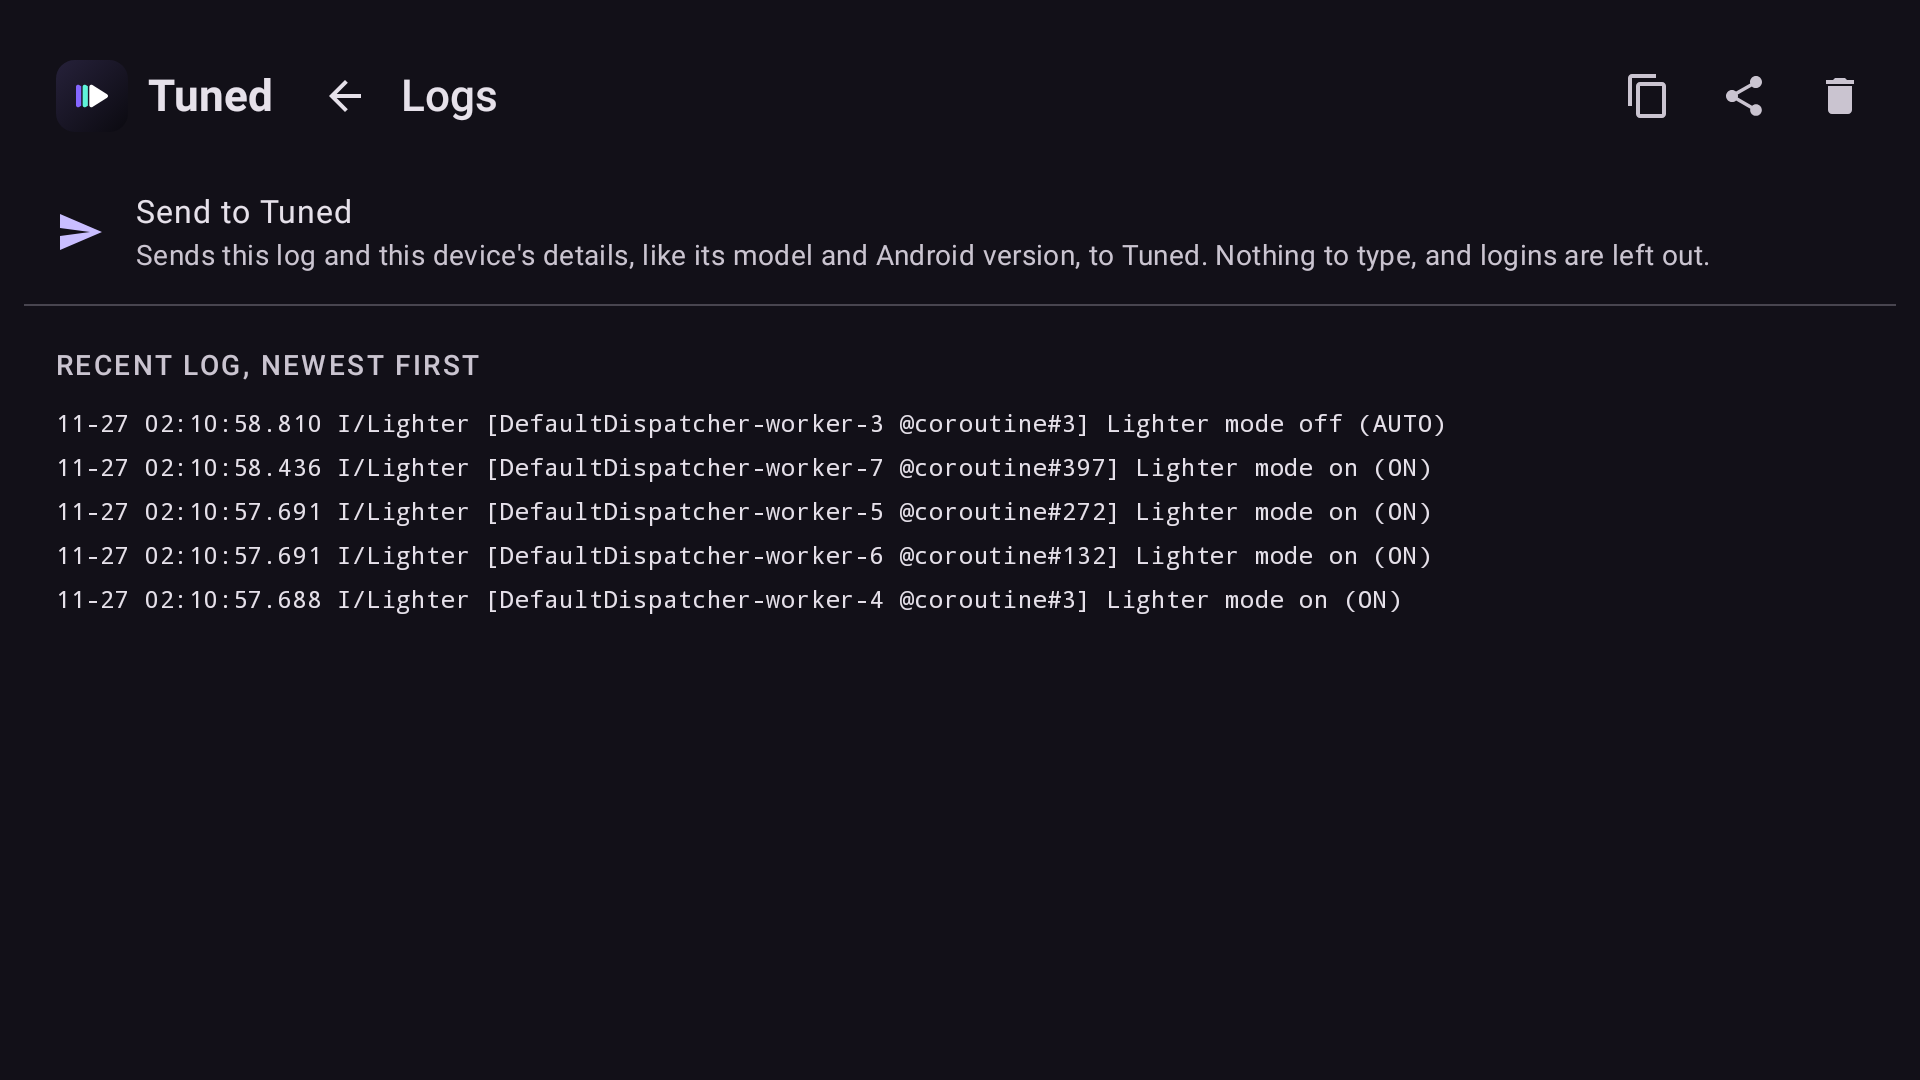 Tuned
Logs
Send to Tuned
Sends this log and this device's details, like its model and Android version, to Tuned. Nothing to type, and logins are left out.
RECENT LOG, NEWEST FIRST
11-27 02:10:58.810 I/Lighter [DefaultDispatcher-worker-3 @coroutine#3] Lighter mode off (AUTO)
11-27 02:10:58.436 I/Lighter [DefaultDispatcher-worker-7 @coroutine#397] Lighter mode on (ON)
11-27 02:10:57.691 I/Lighter [DefaultDispatcher-worker-5 @coroutine#272] Lighter mode on (ON)
11-27 02:10:57.691 I/Lighter [DefaultDispatcher-worker-6 @coroutine#132] Lighter mode on (ON)
11-27 02:10:57.688 I/Lighter [DefaultDispatcher-worker-4 @coroutine#3] Lighter mode on (ON)